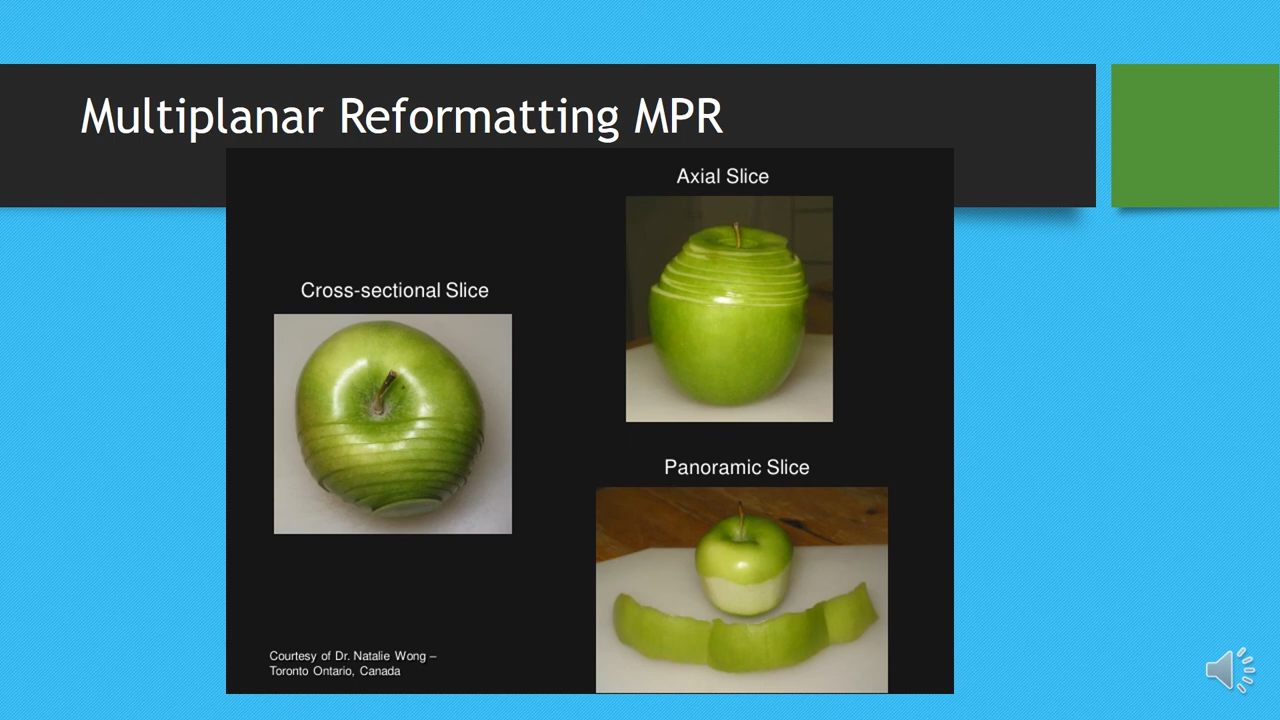 Multiplanar Reformatting MPR
Axial Slice
Cross-sectional Slice
Panoramic Slice
Courtesy of Dr. Natalie Wong –
Toronto Ontario, Canada